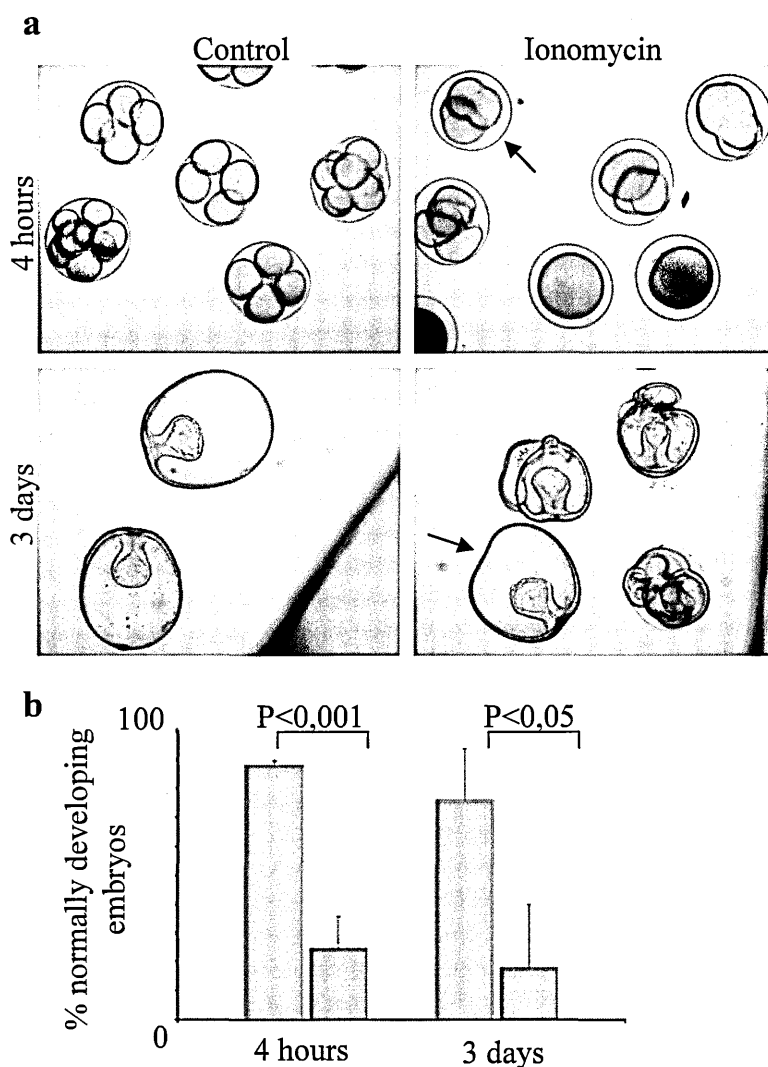 a
Control Ionomycin
4 hours
3 days
b
% normally developing
embryos
100
P<0,001 P<0,05
0
4 hours 3 days